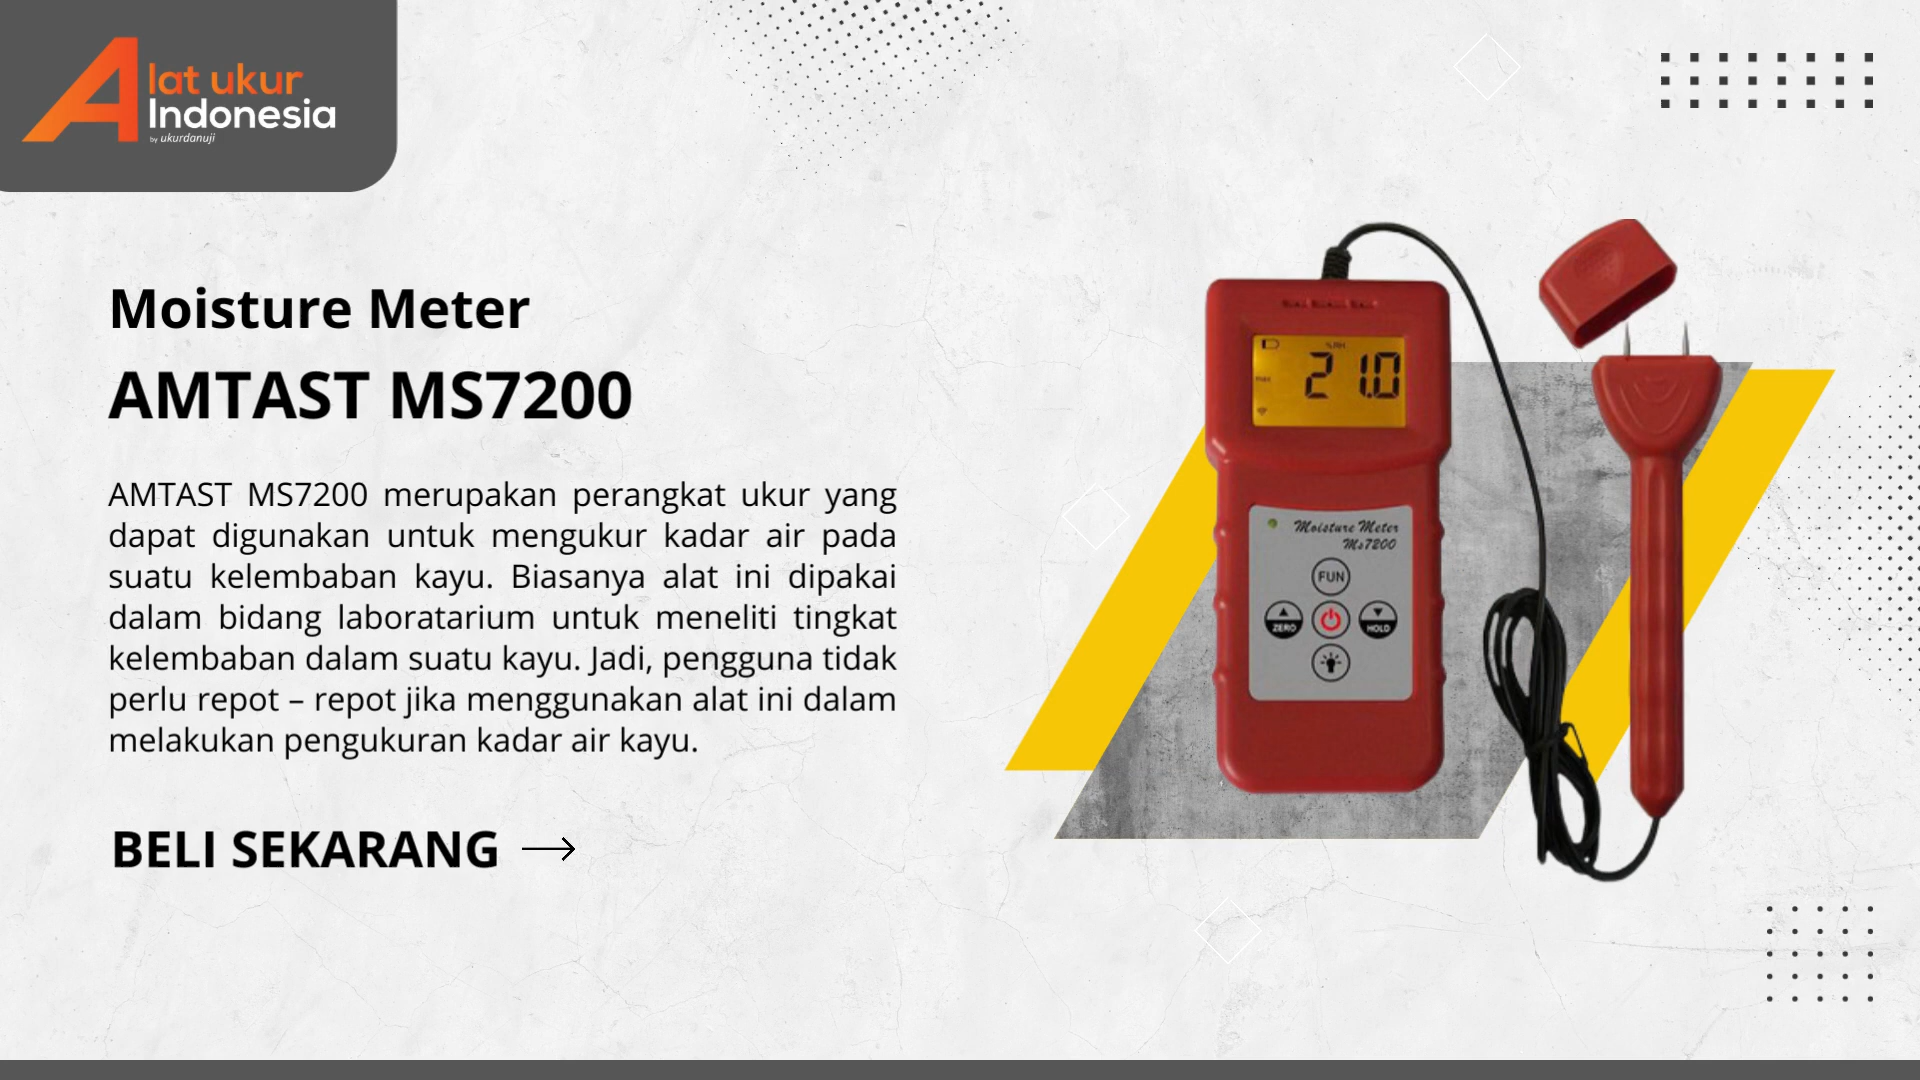 Alat ukur
Indonesia
by ukurdanuji
Moisture Meter
AMTAST MS7200
AMTAST MS7200 merupakan perangkat ukur yang
dapat digunakan untuk mengukur kadar air pada
suatu kelembaban kayu. Biasanya alat ini dipakai
dalam bidang laboratarium untuk meneliti tingkat
kelembaban dalam suatu kayu. Jadi, pengguna tidak
perlu repot – repot jika menggunakan alat ini dalam
melakukan pengukuran kadar air kayu.
BELI SEKARANG
max
21.0
Moisture Meter
Ms7200
FUN
ZERO
HOLD